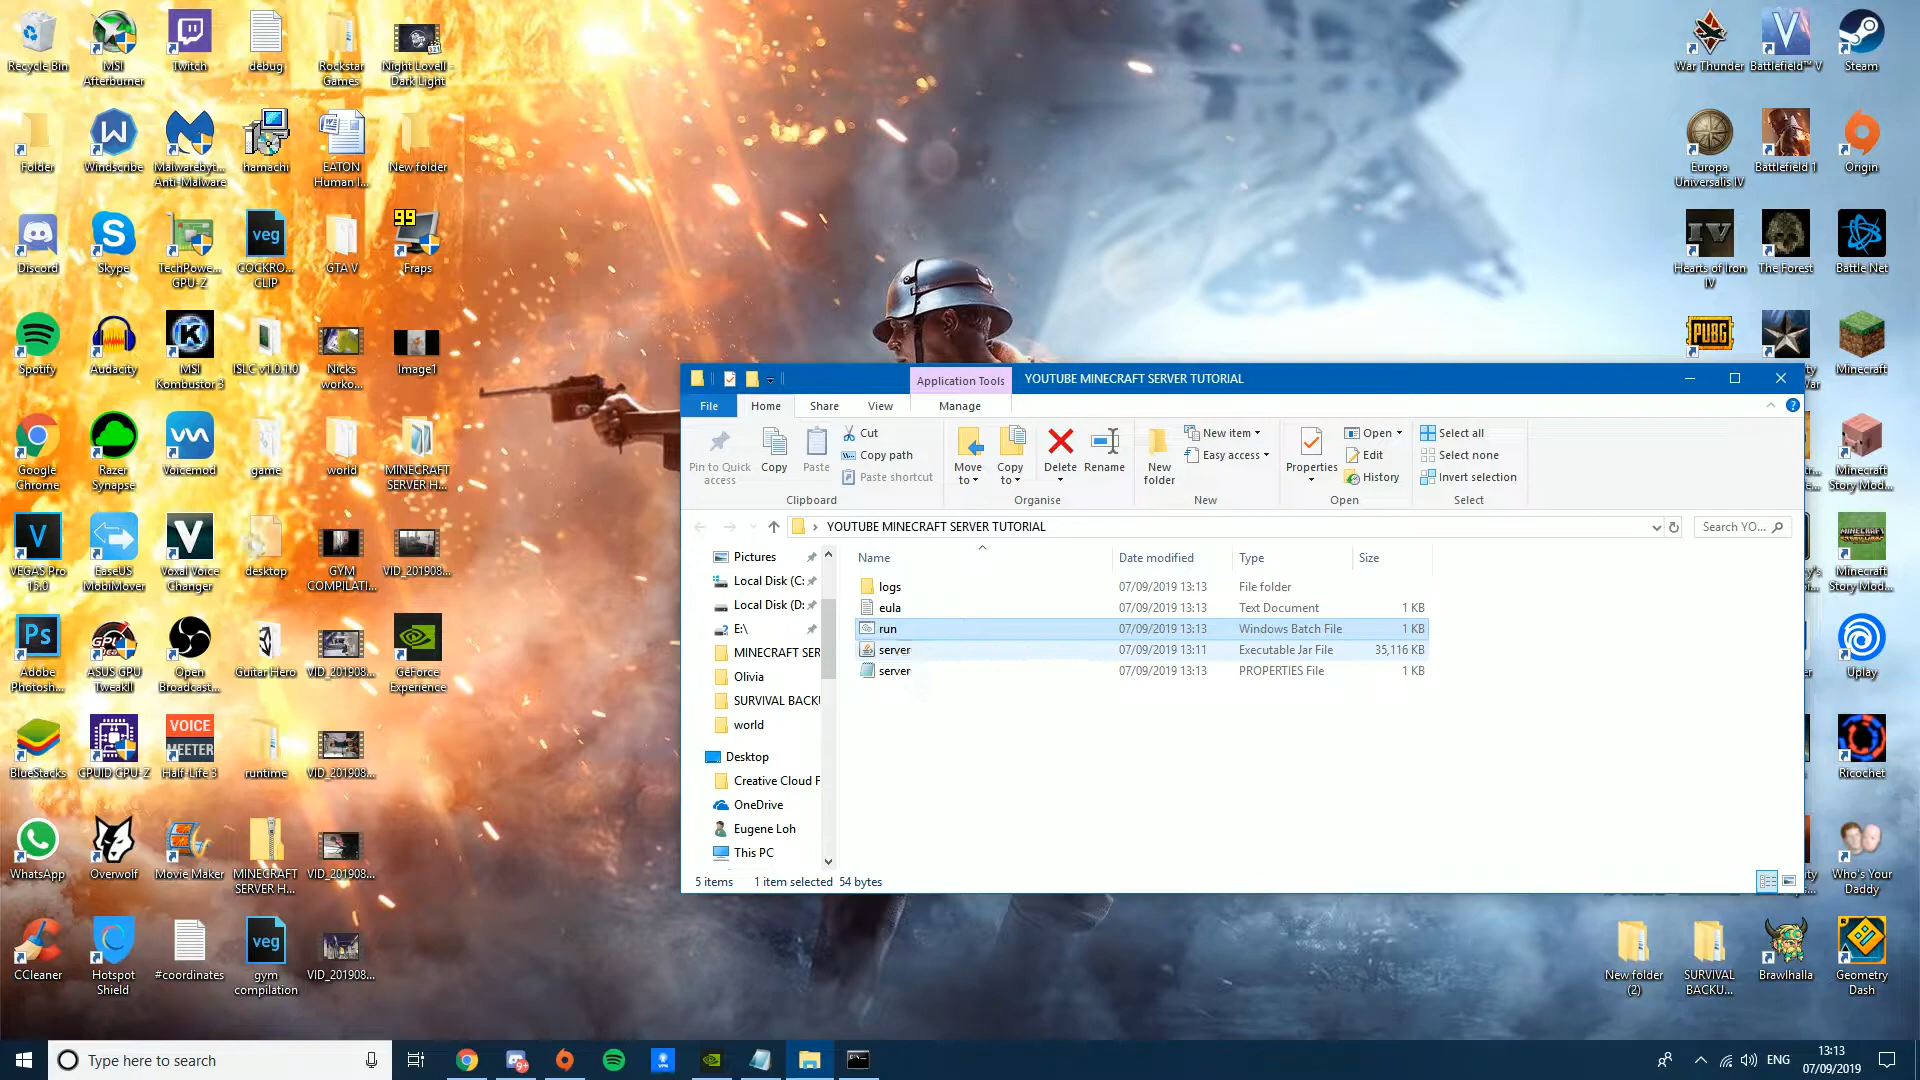 Recycle Bin
MSI Afterburner
Twitch
debug
Rockstar Games
Night Lovell - Dark Light
Folder
Windscribe
Malwarebyt... Anti-Malware
hamachi
EATON Human I...
New folder
Discord
Skype
TechPowe... GPU-Z
veg
COCKRO... CLIP
GTA V
99
Fraps
Spotify
Audacity
MSI Kombustor 3
ISLC v1.0.1.0
Nicks worko...
Image1
Google Chrome
Razer Synapse
Voicemod
game
world
MINECRAFT SERVER H...
VEGAS Pro 15.0
EaseUS MobiMover
Voxal Voice Changer
desktop
GYM COMPILATI...
VID_201908...
Ps
Adobe Photosh...
ASUS GPU TweakII
Open Broadcast...
Guitar Hero
VID_201908...
GeForce Experience
BlueStacks
CPUID GPU-Z
VOICE MEETER
Half-Life 3
runtime
VID_201908...
WhatsApp
Overwolf
Movie Maker
MINECRAFT SERVER H...
VID_201908...
CCleaner
Hotspot Shield
#coordinates
veg
gym compilation
VID_201908...
War Thunder
Battlefield™ V
Steam
Europa Universalis IV
Battlefield 1
Origin
IV
Hearts of Iron IV
The Forest
Battle Net
PUBG
Minecraft
Minecraft Story Mod...
MINECRAFT
Minecraft Story Mod...
Uplay
Ricochet
Who's Your Daddy
New folder (2)
SURVIVAL BACKU...
Brawlhalla
Geometry Dash
Application Tools
YOUTUBE MINECRAFT SERVER TUTORIAL
File
Home
Share
View
Manage
Pin to Quick access
Copy
Paste
Cut
Copy path
Paste shortcut
Clipboard
Move to
Copy to
Delete
Rename
Organise
New folder
New item
Easy access
New
Properties
Open
Edit
History
Open
Select all
Select none
Invert selection
Select
YOUTUBE MINECRAFT SERVER TUTORIAL
Search YO...
Pictures
Local Disk (C:
Local Disk (D:
E:\
MINECRAFT SER
Olivia
SURVIVAL BACKU
world
Desktop
Creative Cloud F
OneDrive
Eugene Loh
This PC
Name
Date modified
Type
Size
logs 07/09/2019 13:13 File folder
eula 07/09/2019 13:13 Text Document 1 KB
run 07/09/2019 13:13 Windows Batch File 1 KB
server 07/09/2019 13:11 Executable Jar File 35,116 KB
server 07/09/2019 13:13 PROPERTIES File 1 KB
5 items
1 item selected 54 bytes
Type here to search
ENG
13:13
07/09/2019